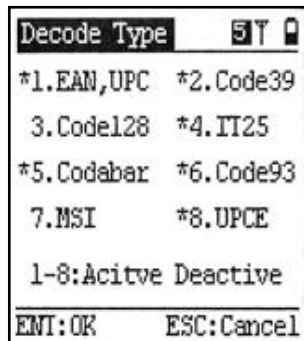 Decode Type 5
*1.EAN,UPC *2.Code39
3.Code128 *4.IT25
*5.Codabar *6.Code93
7.MSI *8.UPCE
1-8:Acitve Deactive
ENT:OK ESC:Cancel